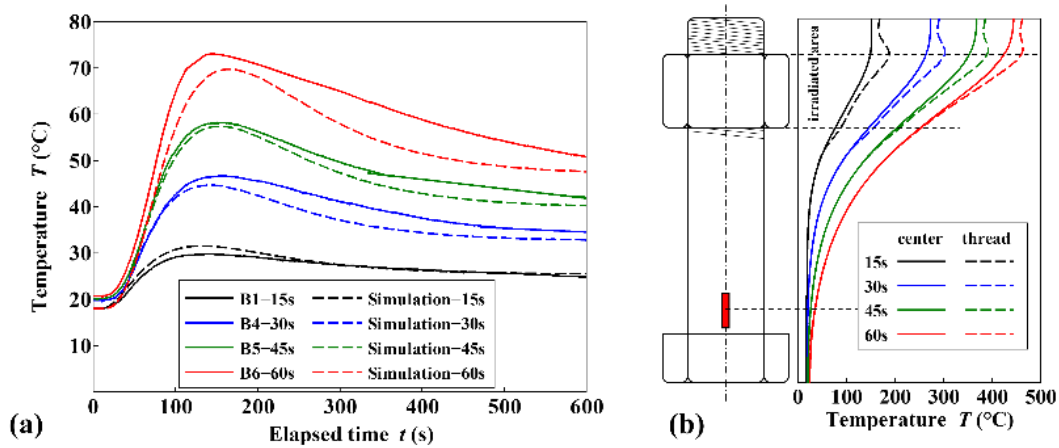 80
70
60
50
40
30
20
10
Temperature T (°C)
B1−15s Simulation−15s
B4−30s Simulation−30s
B5−45s Simulation−45s
B6−60s Simulation−60s
0 100 200 300 400 500 600
Elapsed time t (s)
(a)
irradiated area
center thread
15s
30s
45s
60s
0 100 200 300 400 500
Temperature T (°C)
(b)